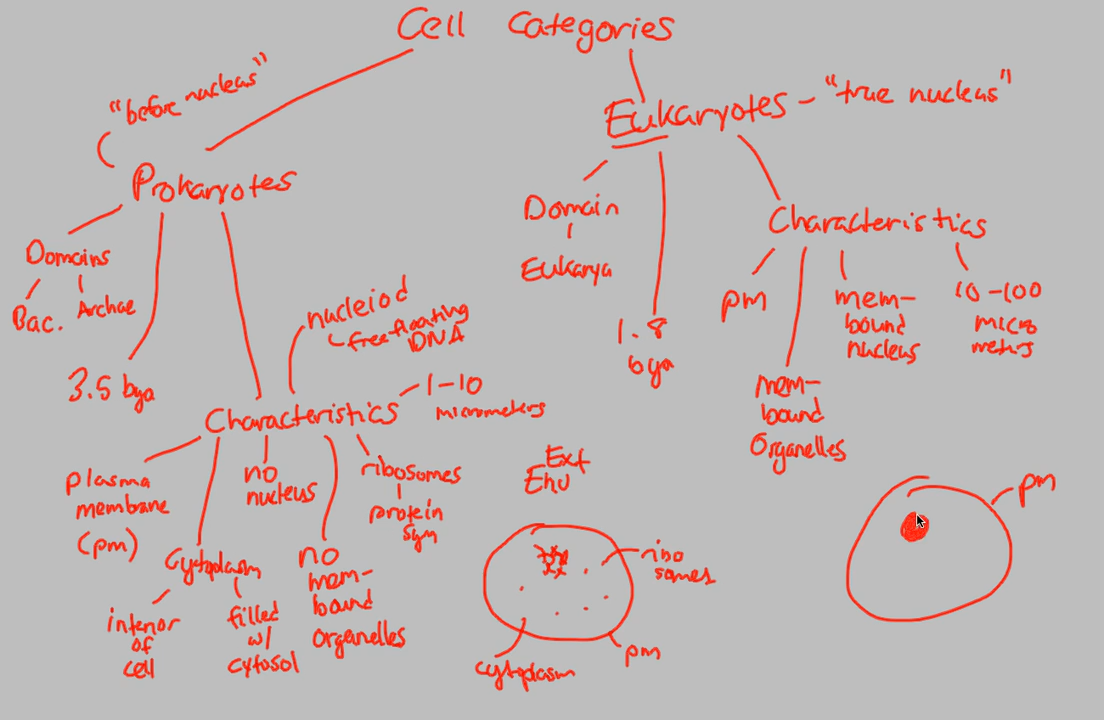 Cell Categories
"before nucleus"
Prokaryotes
Domains
Bac.
Archae
3.5 bya
Characteristics
nucleiod
free floating
DNA
1-10
micrometers
plasma
membrane
(pm)
Cytoplasm
interior
of
cell
filled
w/
cytosol
no
nucleus
no
mem-
bound
organelles
ribosomes
protein
syn
Eukaryotes - "true nucleus"
Domain
Eukarya
1.8
bya
Characteristics
pm
mem-
bound
Organelles
mem-
bound
nucleus
10-100
micro
meters
Ext
Env
ribo
somes
cytoplasm
pm
pm